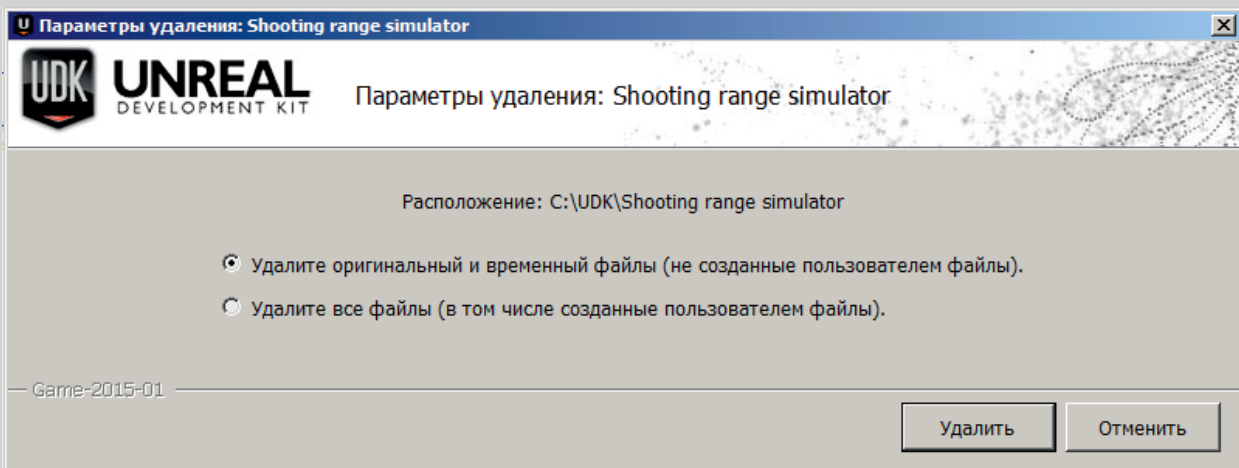 Параметры удаления: Shooting range simulator
UDK UNREAL
DEVELOPMENT KIT
Параметры удаления: Shooting range simulator
Расположение: C:\UDK\Shooting range simulator
Удалите оригинальный и временный файлы (не созданные пользователем файлы).
Удалите все файлы (в том числе созданные пользователем файлы).
Game-2015-01
Удалить
Отменить